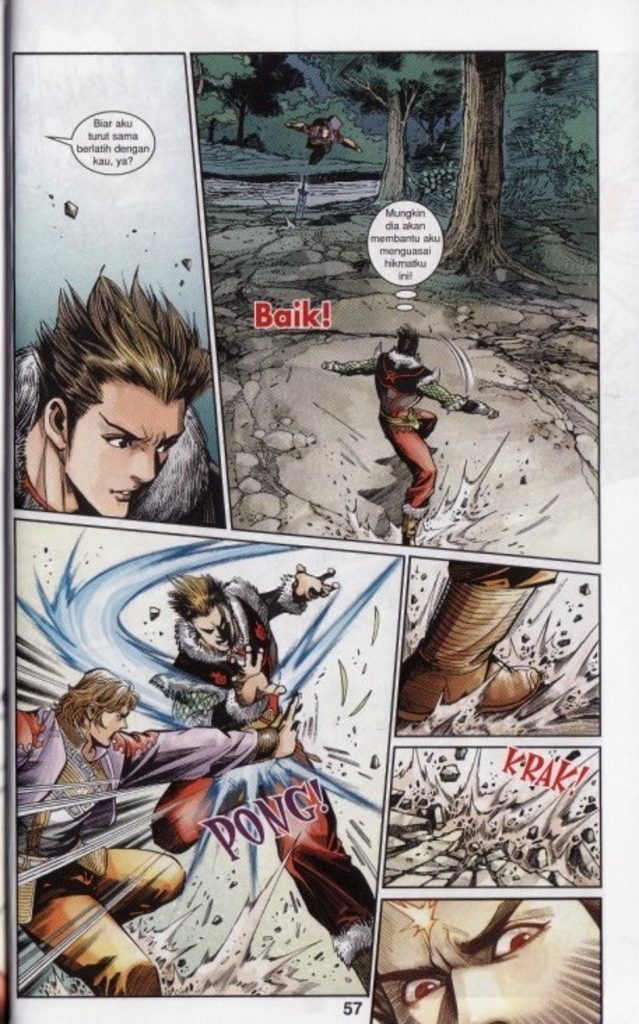 Biar aku
turut sama
berlatih dengan
kau, ya?
Mungkin
dia akan
membantu aku
menguasai
hikmatku
ini!
Baik!
PONG!
KRAK!
57